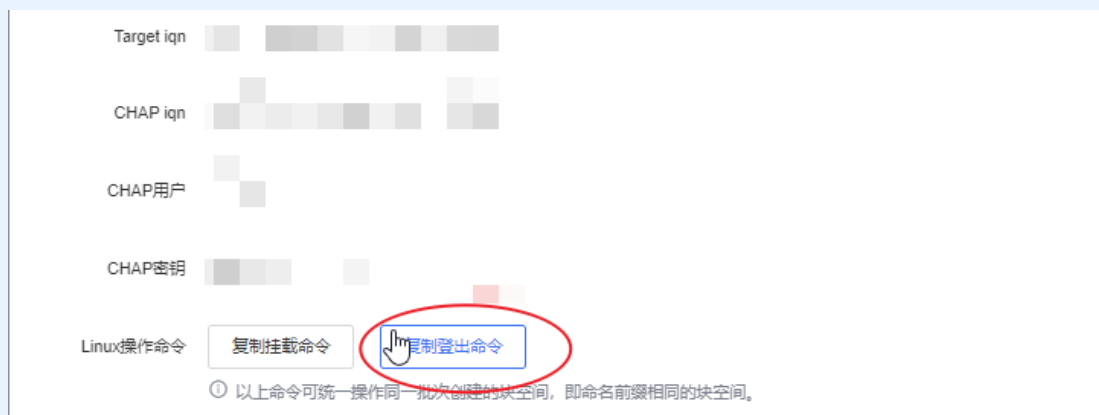 Target iqn
CHAP iqn
CHAP用户
CHAP密钥
Linux操作命令 复制挂载命令 复制登出命令
以上命令可统一操作同一批次创建的块空间，即命名前缀相同的块空间。